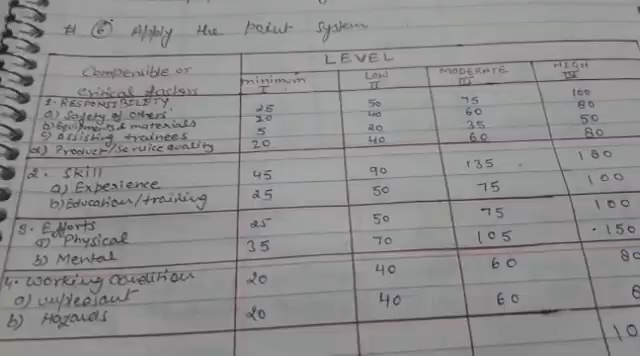 # 6 Apply the point System
LEVEL
Compensible or critical factors minimum I LOW II MODERATE III HIGH IV
1. RESPONSIBILITY
a) Safety of others. 25 50 75 100
b) Equipment & materials 20 40 60 80
c) Assisting trainees 5 20 35 50
d) Product/Service quality 20 40 60 80
2. Skill
a) Experience 45 90 135 180
b) Education/training 25 50 75 100
3. Efforts
a) Physical 25 50 75 100
b) Mental 35 70 105 150
4. Working Condition
a) 20 40 60 80
b) Hazards 20 40 60
10